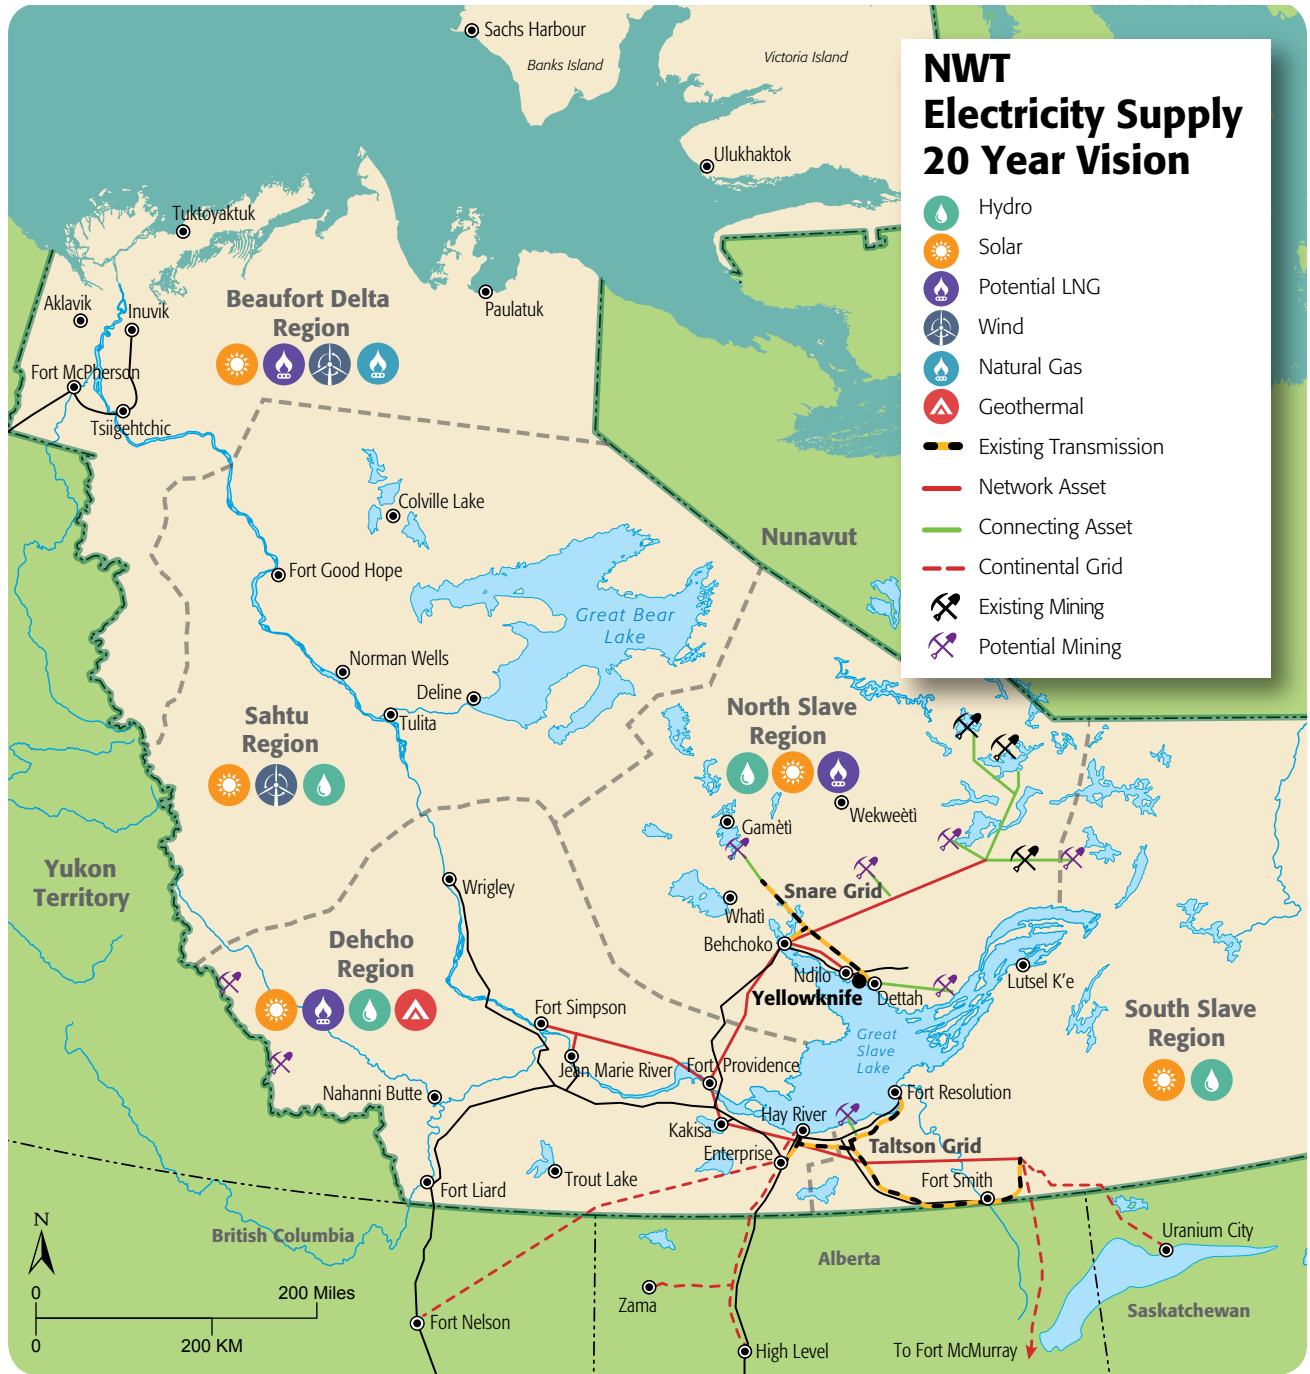 Sachs Harbour
Banks Island
Victoria Island
Ulukhaktok
NWT
Electricity Supply
20 Year Vision
Hydro
Solar
Potential LNG
Wind
Natural Gas
Geothermal
Existing Transmission
Network Asset
Connecting Asset
Continental Grid
Existing Mining
Potential Mining
Tuktoyaktuk
Aklavik
Inuvik
Beaufort Delta
Region
Paulatuk
Fort McPherson
Tsiigehtchic
Colville Lake
Nunavut
Fort Good Hope
Great Bear
Lake
Norman Wells
Deline
Tulita
Sahtu
Region
North Slave
Region
Wekweètì
Gamètì
Yukon
Territory
Wrigley
Snare Grid
Whatì
Behchoko
Dehcho
Region
Ndilo
Yellowknife
Dettah
Lutsel K'e
Fort Simpson
South Slave
Region
Great
Slave
Lake
Jean Marie River
Fort Providence
Nahanni Butte
Fort Resolution
Hay River
Kakisa
Enterprise
Taltson Grid
Trout Lake
Fort Smith
Fort Liard
British Columbia
Alberta
Uranium City
N
0
200 Miles
0
200 KM
Zama
Fort Nelson
High Level
To Fort McMurray
Saskatchewan